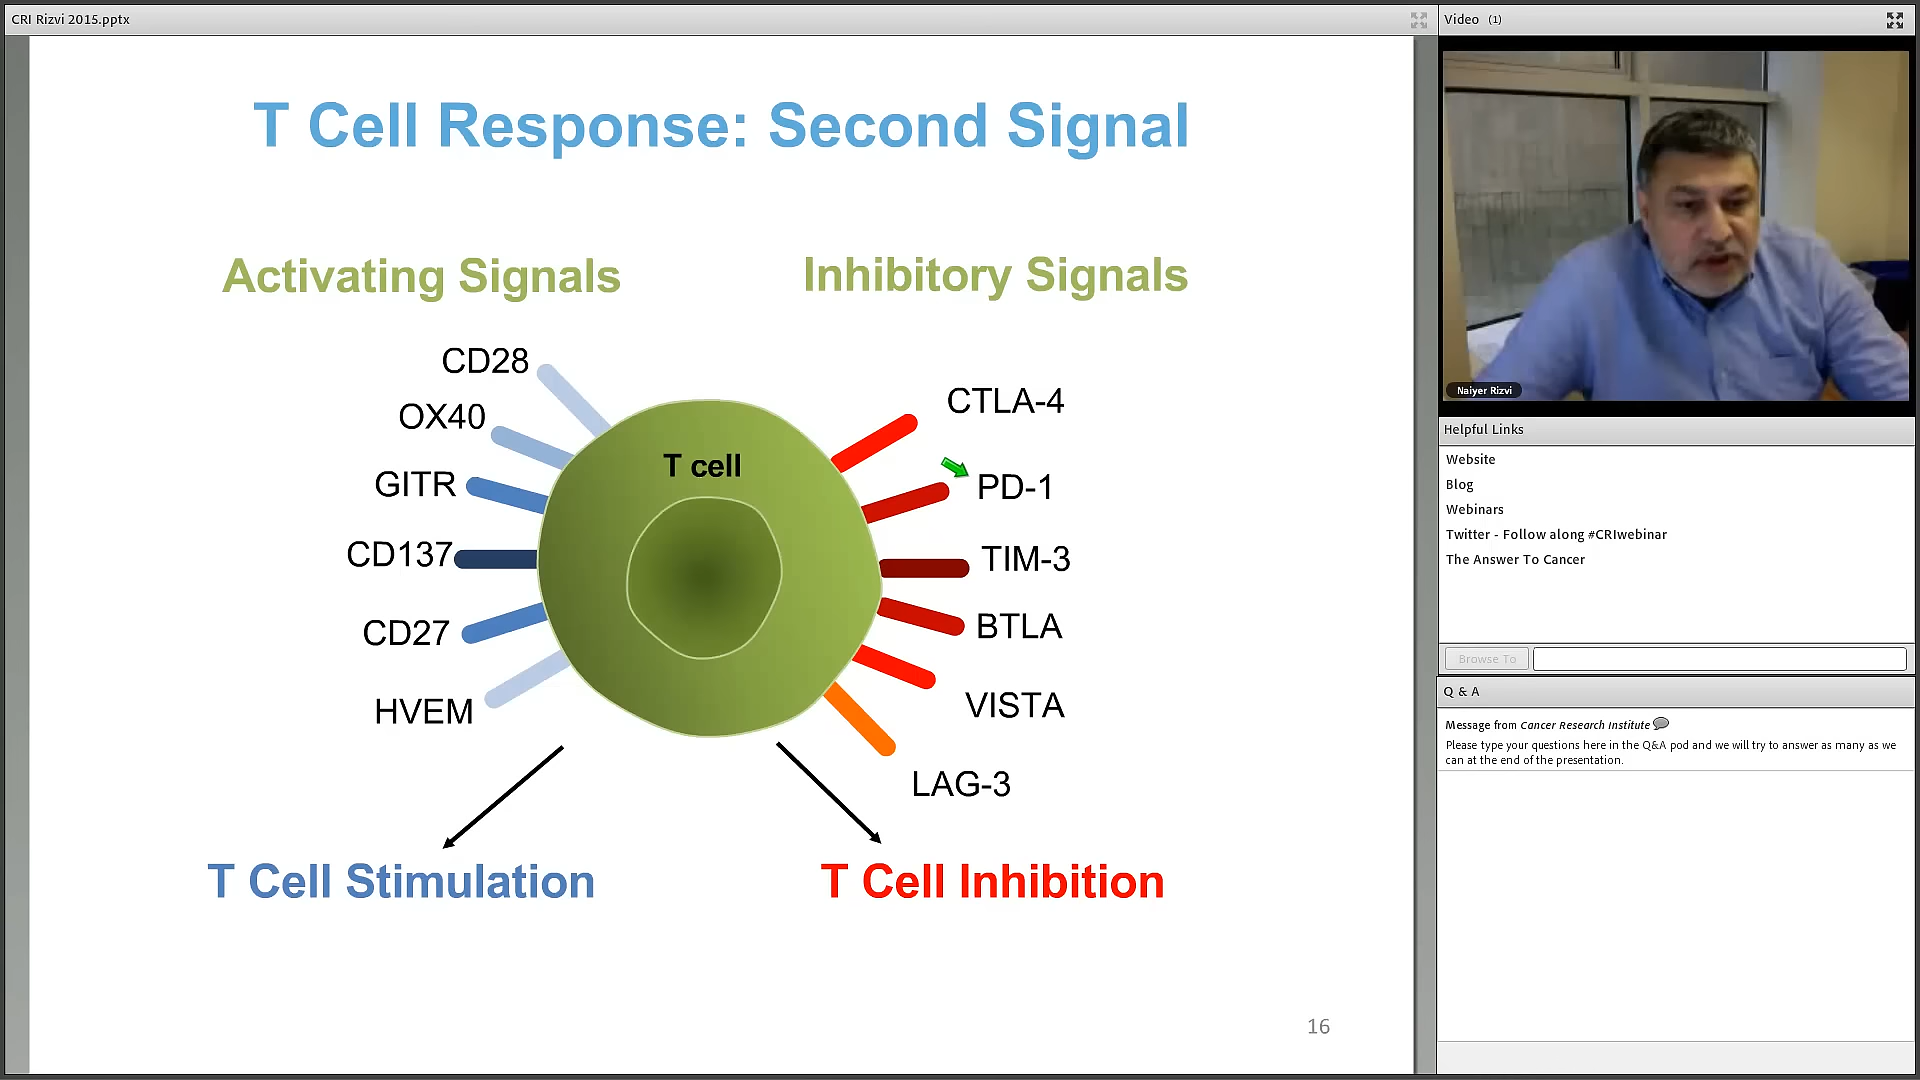 CRI Rizvi 2015.pptx
T Cell Response: Second Signal
Activating Signals
Inhibitory Signals
CD28
OX40
GITR
CD137
CD27
HVEM
T cell
CTLA-4
PD-1
TIM-3
BTLA
VISTA
LAG-3
T Cell Stimulation
T Cell Inhibition
16
Video (1)
Naiyer Rizvi
Helpful Links
Website
Blog
Webinars
Twitter - Follow along #CRIwebinar
The Answer To Cancer
Browse To
Q & A
Message from Cancer Research Institute
Please type your questions here in the Q&A pod and we will try to answer as many as we
can at the end of the presentation.